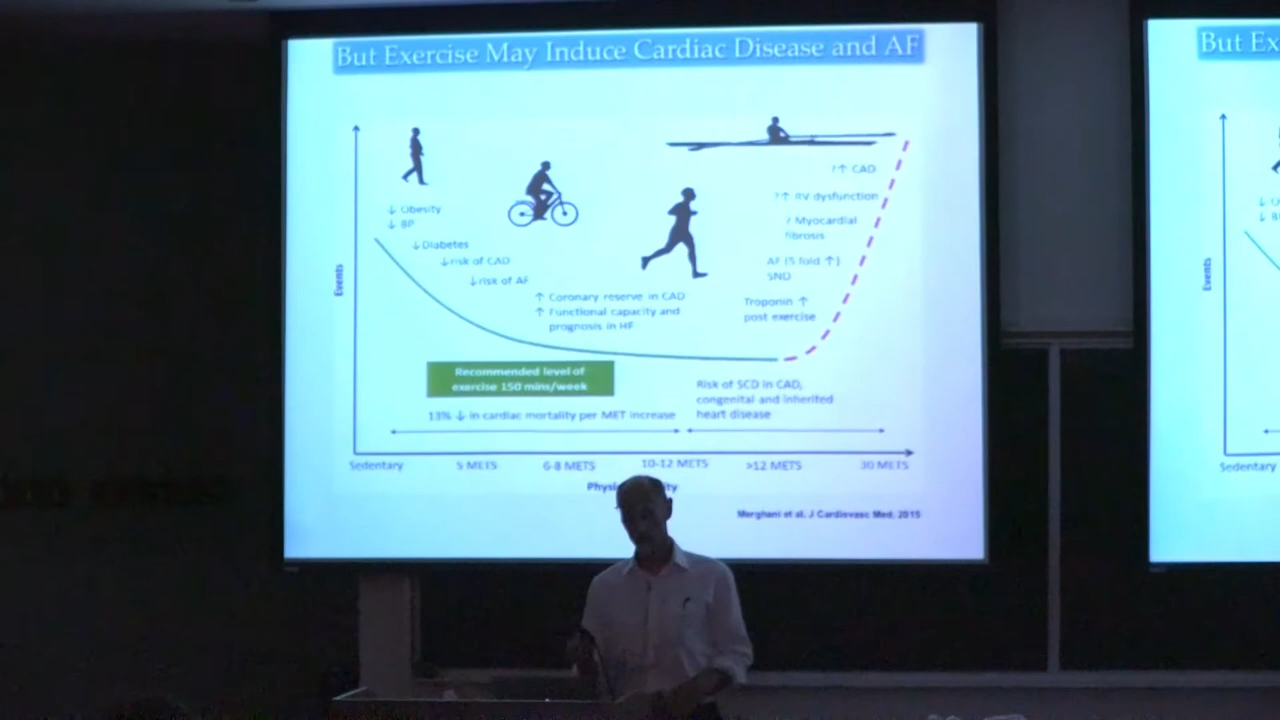 But Exercise May Induce Cardiac Disease and AF
↓ Obesity
↓ BP
↓ Diabetes
↓ risk of CAD
↓ risk of AF
↑ Coronary reserve in CAD
↑ Functional capacity and
prognosis in HF
?↑ CAD
?↑ RV dysfunction
? Myocardial
fibrosis
AF (5 fold ↑)
SND
Troponin ↑
post exercise
Events
Recommended level of
exercise 150 mins/week
13% ↓ in cardiac mortality per MET increase
Risk of SCD in CAD,
congenital and inherited
heart disease
Sedentary 5 METS 6-8 METS 10-12 METS >12 METS 30 METS
Merghani et al. J Cardiovasc Med, 2015
But Ex
Events
Sedentary